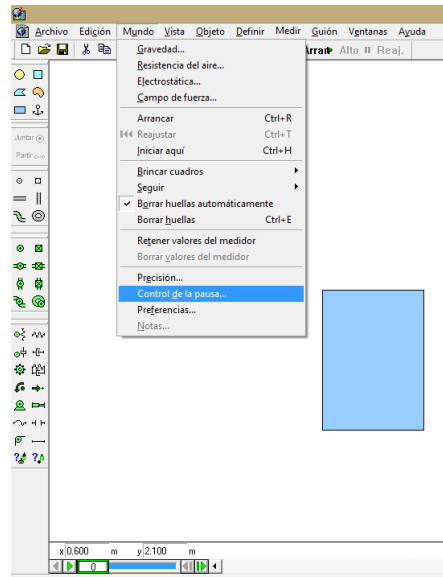 Archivo Edición Mundo Vista Objeto Definir Medir Guión Ventanas Ayuda
Arrar Alto II Reaj.
Gravedad...
Resistencia del aire...
Electrostática...
Campo de fuerza...
Arrancar Ctrl+R
Reajustar Ctrl+T
Iniciar aquí Ctrl+H
Brincar cuadros
Seguir
Borrar huellas automáticamente
Borrar huellas Ctrl+E
Retener valores del medidor
Borrar valores del medidor
Precisión...
Control de la pausa...
Preferencias...
Notas...
Juntar
Partir
x 0.600 m y 2.100 m
0